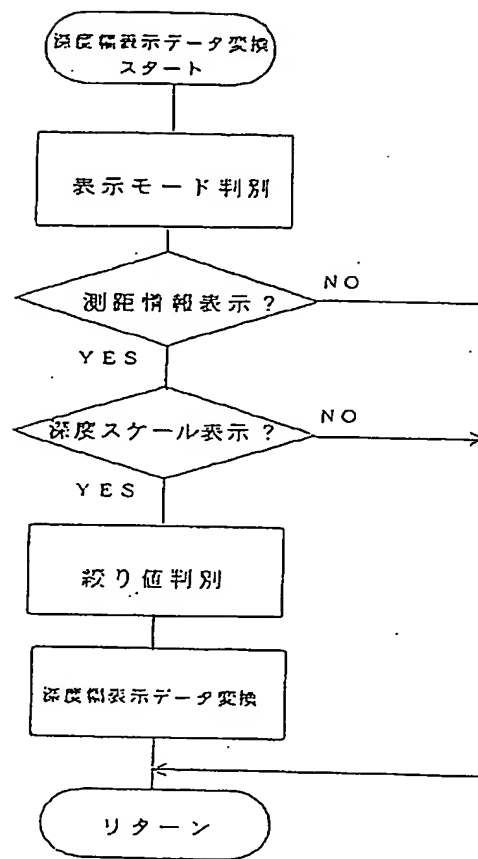 深度幅表示データ変換
スタート
表示モード判別
測距情報表示？
NO
YES
深度スケール表示？
NO
YES
絞り値判別
深度幅表示データ変換
リターン